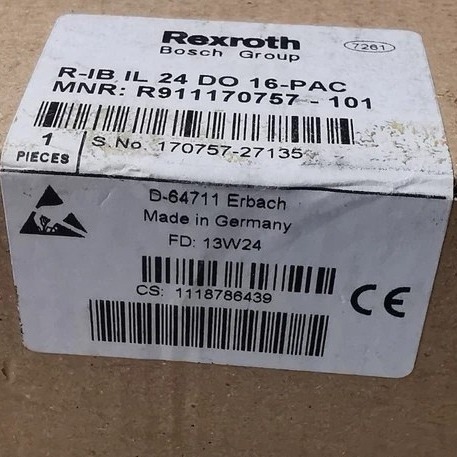 Rexroth
Bosch Group
7261
R-IB IL 24 DO 16-PAC
MNR: R911170757 - 101
1
PIECES
S.No. 170757-27135
D-64711 Erbach
Made in Germany
FD: 13W24
CS: 1118786439
CE